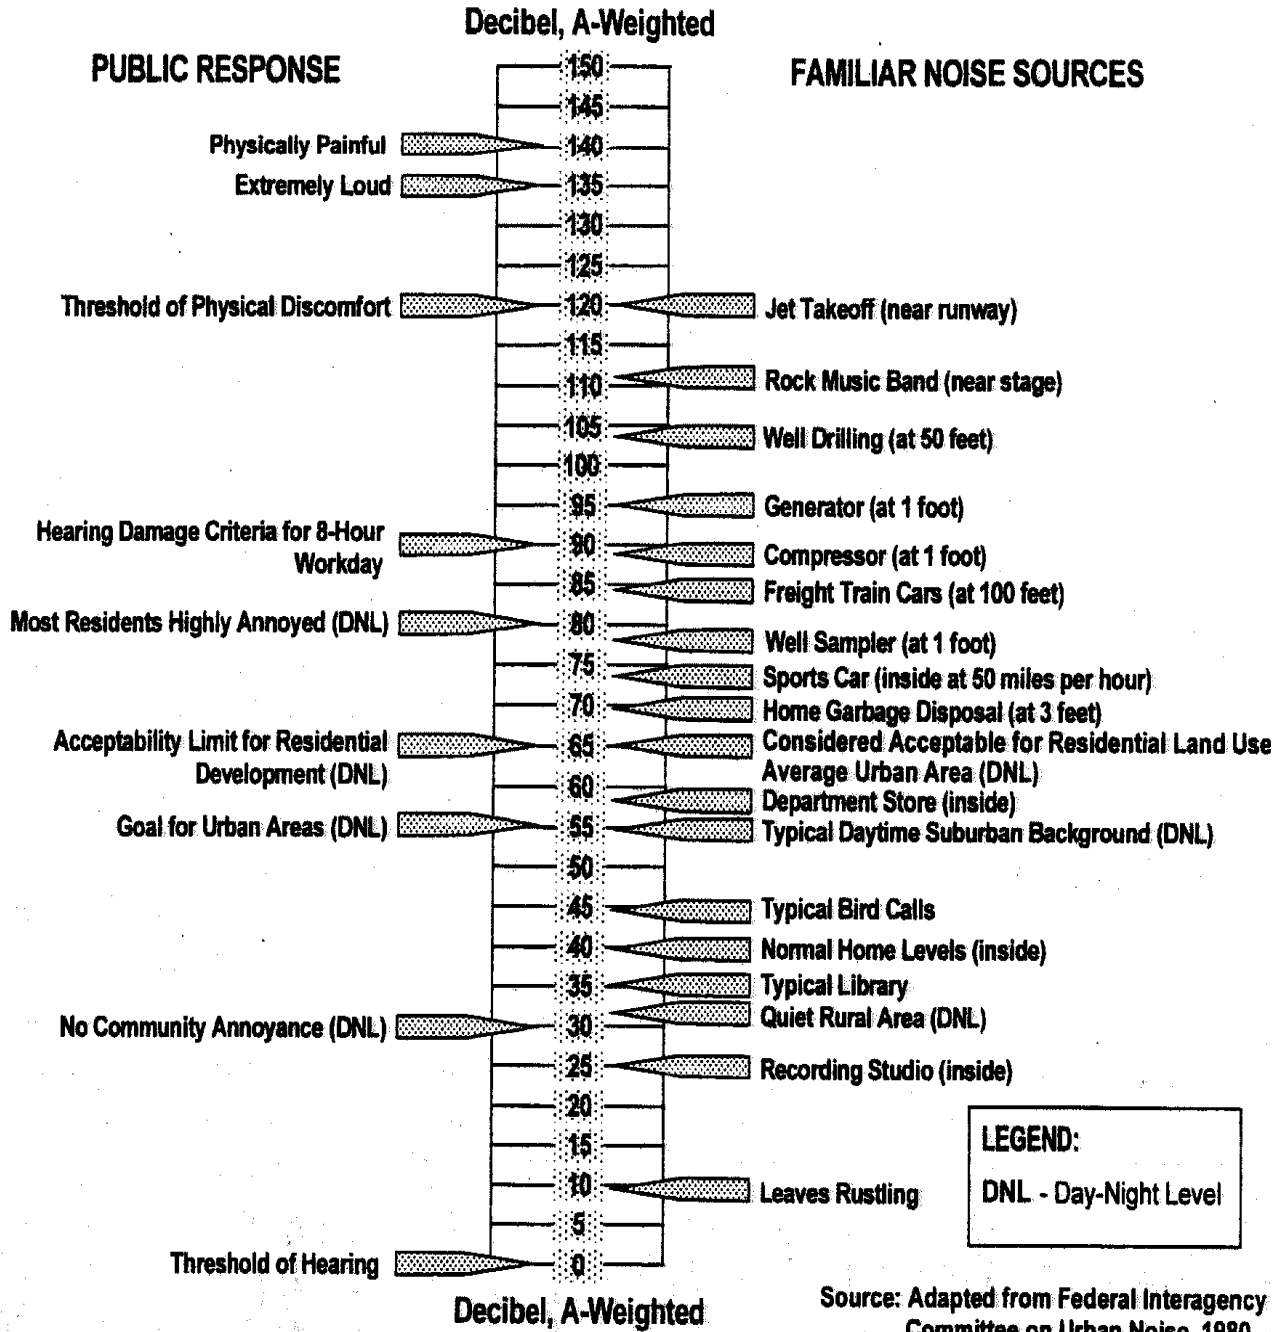 Decibel, A-Weighted
PUBLIC RESPONSE
FAMILIAR NOISE SOURCES
150
145
Physically Painful
140
Extremely Loud
135
130
125
Threshold of Physical Discomfort
120
Jet Takeoff (near runway)
115
Rock Music Band (near stage)
110
105
Well Drilling (at 50 feet)
100
95
Generator (at 1 foot)
Hearing Damage Criteria for 8-Hour
Workday
90
Compressor (at 1 foot)
85
Freight Train Cars (at 100 feet)
Most Residents Highly Annoyed (DNL)
80
Well Sampler (at 1 foot)
75
Sports Car (inside at 50 miles per hour)
70
Home Garbage Disposal (at 3 feet)
Acceptability Limit for Residential
Development (DNL)
65
Considered Acceptable for Residential Land Use
Average Urban Area (DNL)
60
Department Store (inside)
Goal for Urban Areas (DNL)
55
Typical Daytime Suburban Background (DNL)
50
45
Typical Bird Calls
40
Normal Home Levels (inside)
35
Typical Library
Quiet Rural Area (DNL)
No Community Annoyance (DNL)
30
25
Recording Studio (inside)
20
15
10
Leaves Rustling
5
Threshold of Hearing
0
Decibel, A-Weighted
LEGEND:
DNL - Day-Night Level
Source: Adapted from Federal Interagency
Committee on Urban Noise, 1980